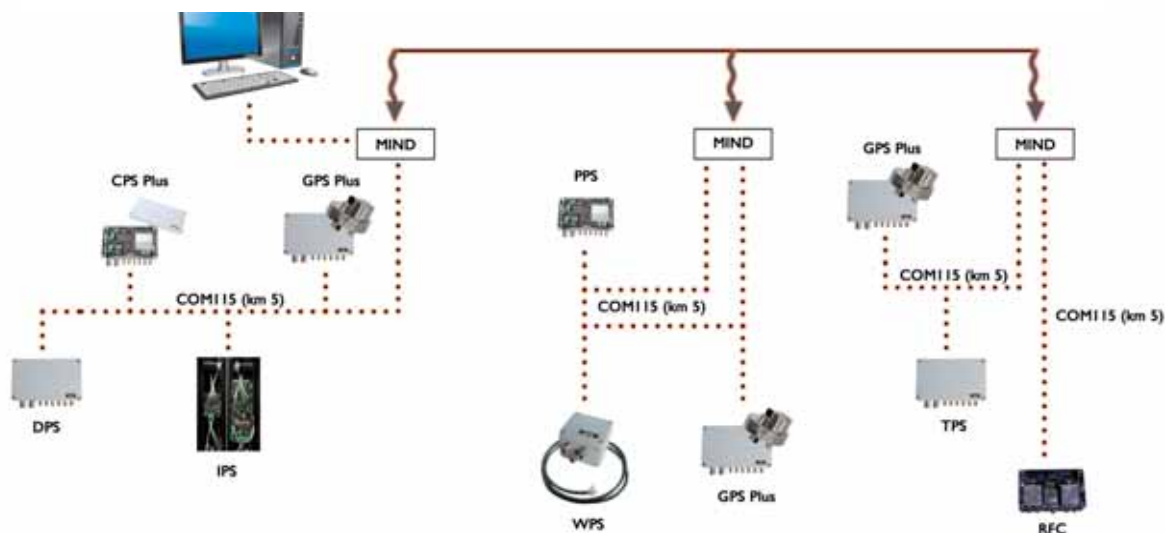 MIND
MIND
MIND
GPS Plus
CPS Plus
GPS Plus
PPS
COM115 (km 5)
COM115 (km 5)
COM115 (km 5)
COM115 (km 5)
DPS
IPS
WPS
GPS Plus
TPS
RFC